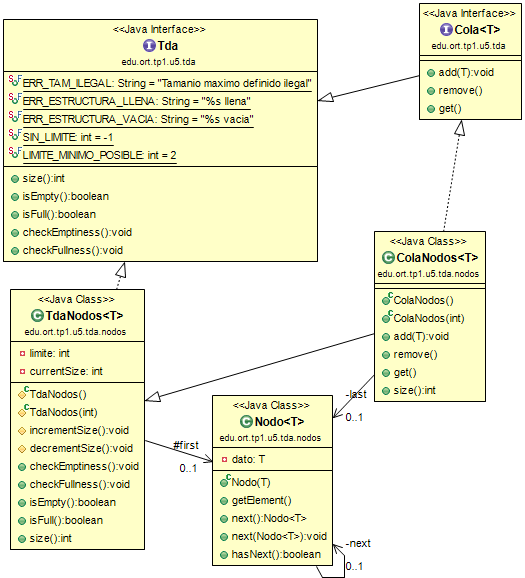 <<Java Interface>>
Tda
edu.ort.tp1.u5.tda
ERR_TAM_ILEGAL: String = "Tamanio maximo definido ilegal"
ERR_ESTRUCTURA_LLENA: String = "%s llena"
ERR_ESTRUCTURA_VACIA: String = "%s vacia"
SIN_LIMITE: int = -1
LIMITE_MINIMO_POSIBLE: int = 2
size():int
isEmpty():boolean
isFull():boolean
checkEmptiness():void
checkFullness():void
<<Java Interface>>
Cola<T>
edu.ort.tp1.u5.tda
add(T):void
remove()
get()
<<Java Class>>
ColaNodos<T>
edu.ort.tp1.u5.tda.nodos
ColaNodos()
ColaNodos(int)
add(T):void
remove()
get()
size():int
<<Java Class>>
TdaNodos<T>
edu.ort.tp1.u5.tda.nodos
limite: int
currentSize: int
TdaNodos()
TdaNodos(int)
incrementSize():void
decrementSize():void
checkEmptiness():void
checkFullness():void
isEmpty():boolean
isFull():boolean
size():int
#first
0..1
-last
0..1
<<Java Class>>
Nodo<T>
edu.ort.tp1.u5.tda.nodos
dato: T
Nodo(T)
getElement()
next():Nodo<T>
next(Nodo<T>):void
hasNext():boolean
-next
0..1